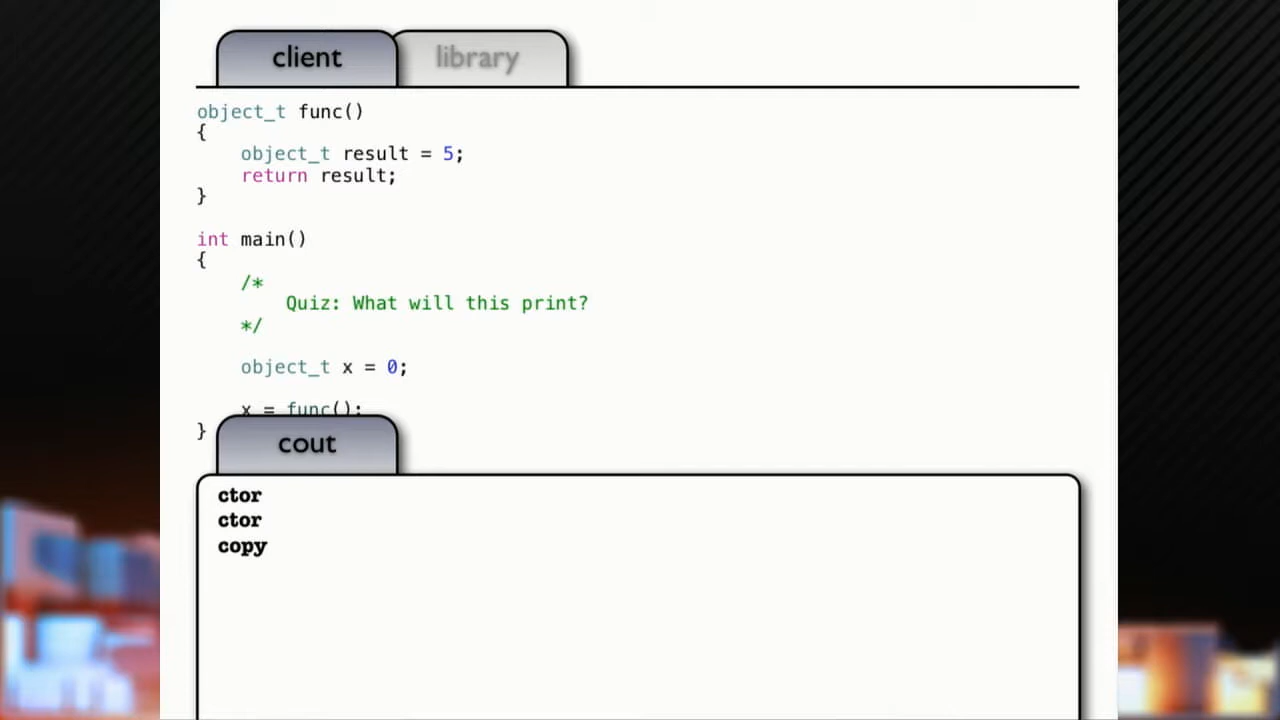 client
library
object_t func()
{
    object_t result = 5;
    return result;
}
int main()
{
    /*
        Quiz: What will this print?
    */
    object_t x = 0;
    x = func();
}
cout
ctor
ctor
copy